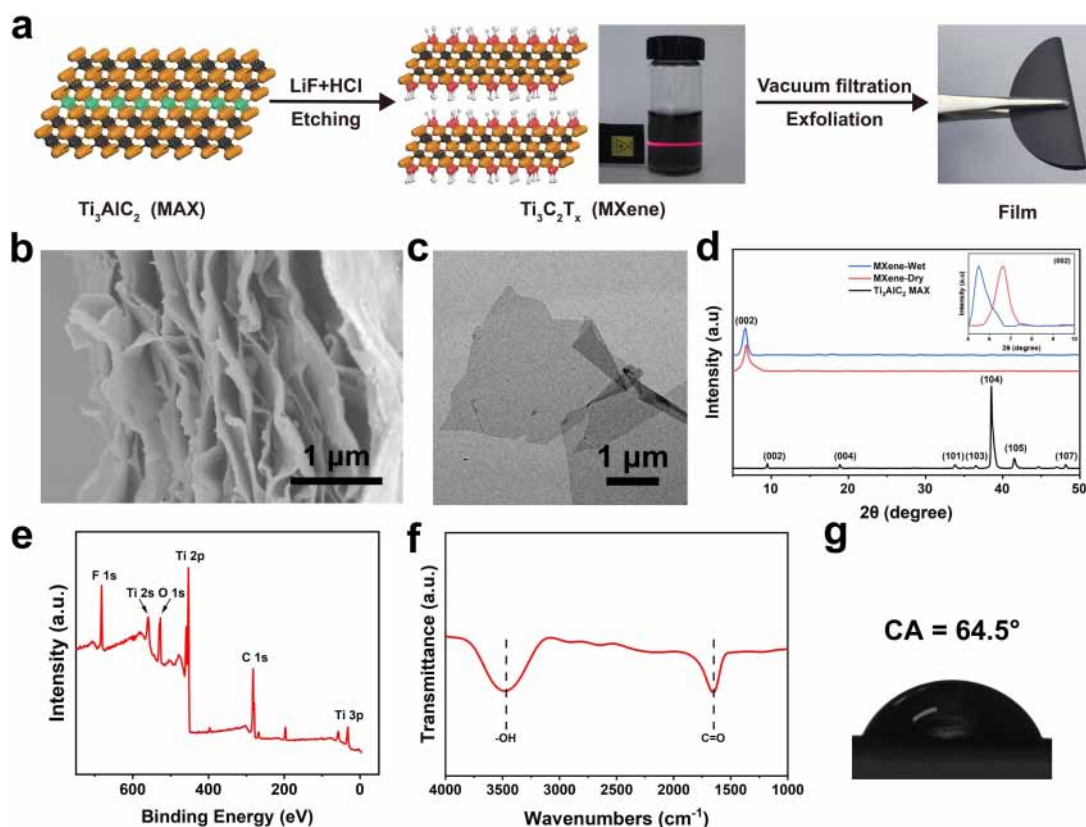 a
LiF+HCl
Etching
Vacuum filtration
Exfoliation
Ti₃AlC₂ (MAX)
Ti₃C₂Tₓ (MXene)
Film
b
1 μm
c
1 μm
d
MXene-Wet
MXene-Dry
Ti₃AlC₂ MAX
(002)
Intensity (a.u)
2θ (degree)
(002)
(002)
(004)
(101)
(103)
(104)
(105)
(107)
Intensity (a.u)
10 20 30 40 50
2θ (degree)
e
F 1s
Ti 2s
O 1s
Ti 2p
C 1s
Ti 3p
Intensity (a.u.)
600 400 200 0
Binding Energy (eV)
f
-OH
C=O
Transmittance (a.u.)
4000 3500 3000 2500 2000 1500 1000
Wavenumbers (cm⁻¹)
g
CA = 64.5°